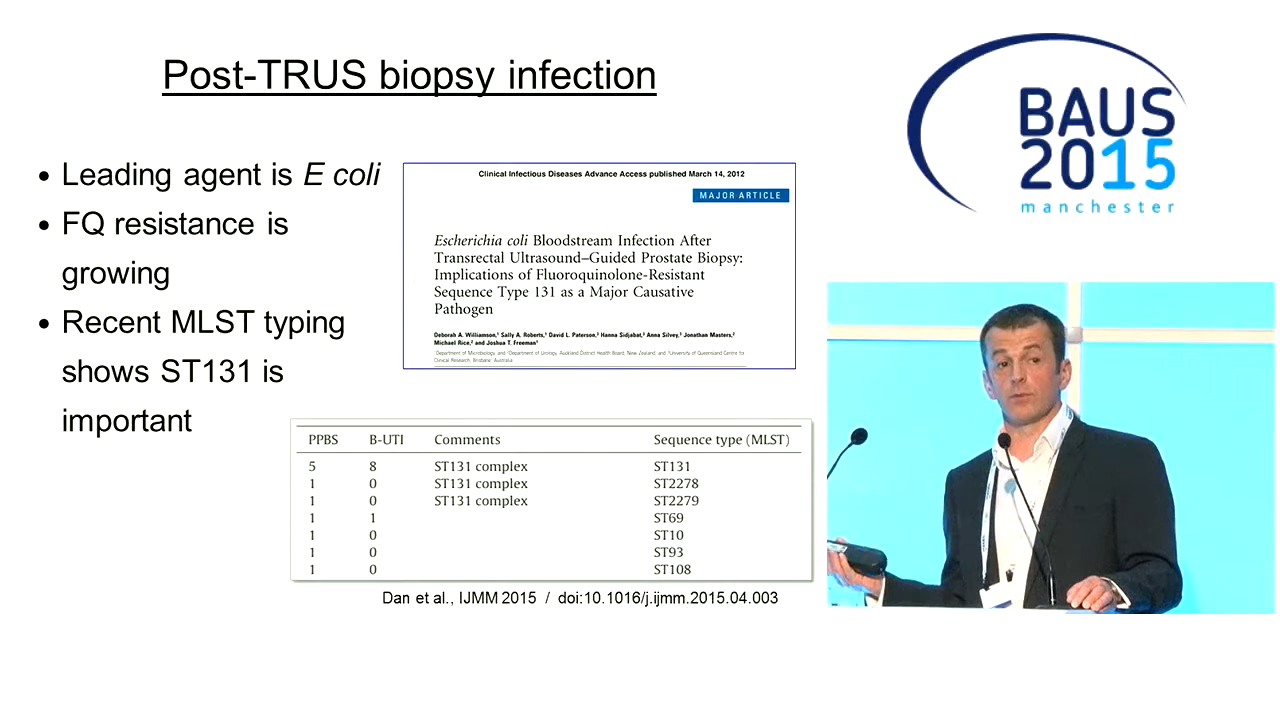 Post-TRUS biopsy infection
• Leading agent is E coli
• FQ resistance is
growing
• Recent MLST typing
shows ST131 is
important
Clinical Infectious Diseases Advance Access published March 14, 2012
MAJOR ARTICLE
Escherichia coli Bloodstream Infection After
Transrectal Ultrasound–Guided Prostate Biopsy:
Implications of Fluoroquinolone-Resistant
Sequence Type 131 as a Major Causative
Pathogen
Deborah A. Williamson,1 Sally A. Roberts,1 David L. Paterson,3 Hanna Sidjabat,3 Anna Silvey,3 Jonathan Masters,2
Michael Rice,2 and Joshua T. Freeman1
1Department of Microbiology, and 2Department of Urology, Auckland District Health Board, New Zealand; and 3University of Queensland Centre for
Clinical Research, Brisbane, Australia
PPBS B-UTI Comments Sequence type (MLST)
5 8 ST131 complex ST131
1 0 ST131 complex ST2278
1 0 ST131 complex ST2279
1 1 ST69
1 0 ST10
1 0 ST93
1 0 ST108
Dan et al., IJMM 2015 / doi:10.1016/j.ijmm.2015.04.003
BAUS
2015
manchester